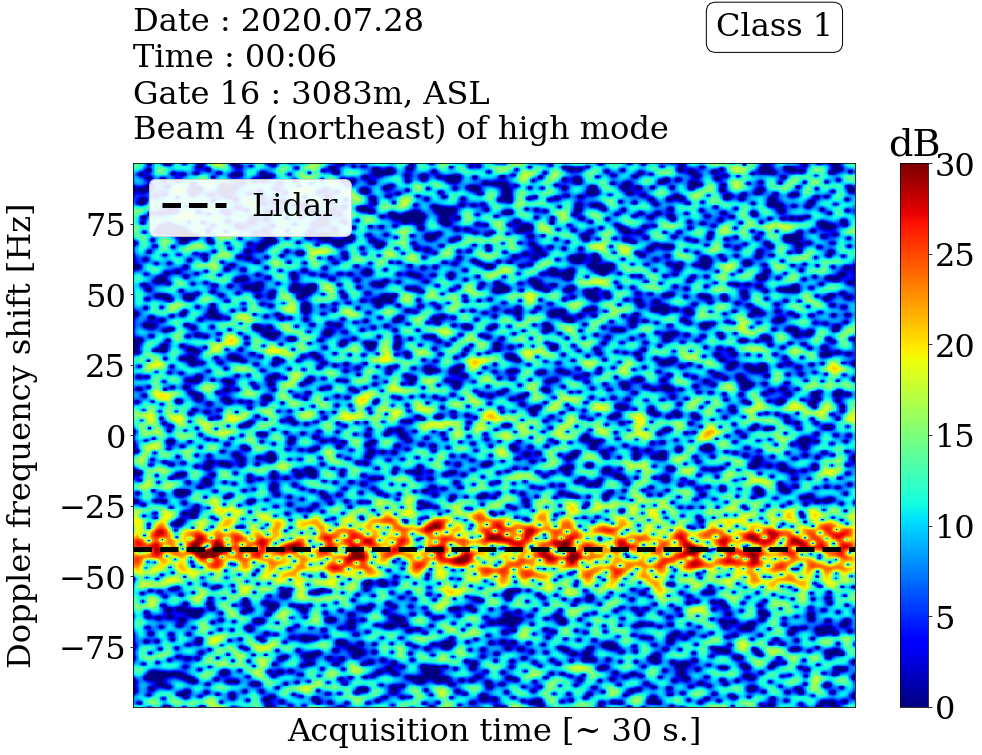 Date : 2020.07.28
Time : 00:06
Gate 16 : 3083m, ASL
Beam 4 (northeast) of high mode
Class 1
dB
Lidar
Doppler frequency shift [Hz]
75
50
25
0
−25
−50
−75
30
25
20
15
10
5
0
Acquisition time [~ 30 s.]